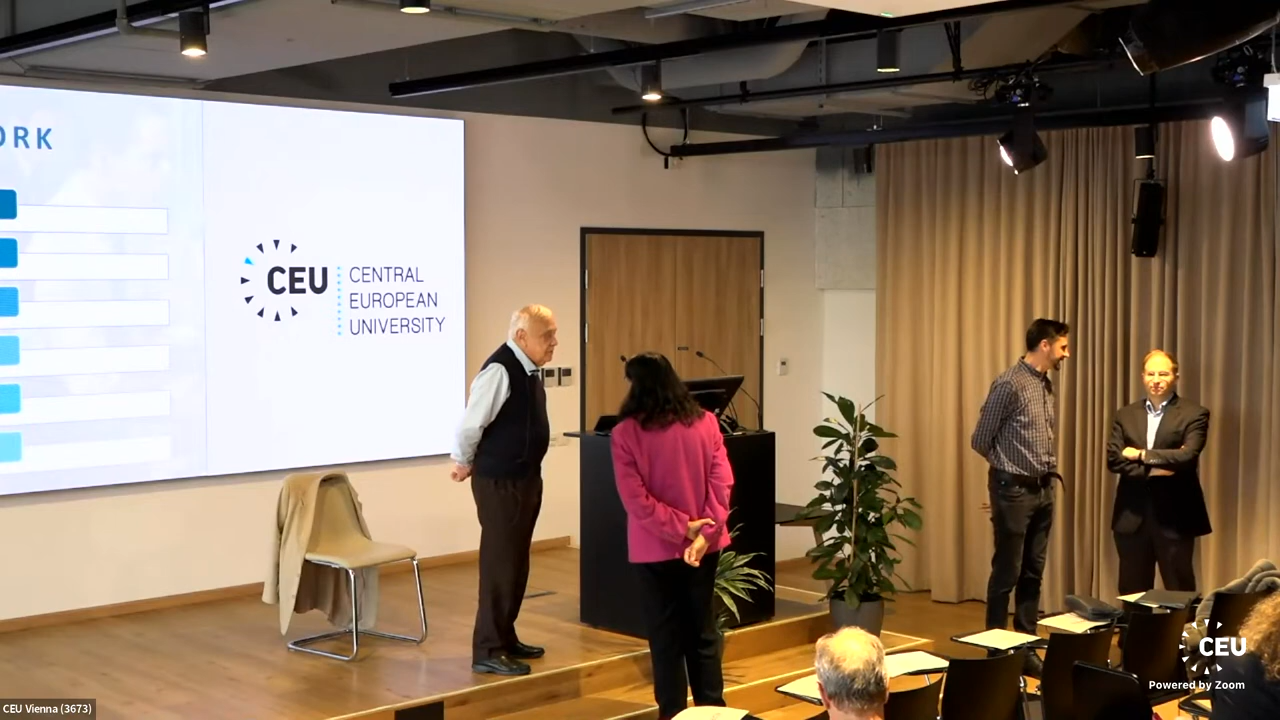 ORK
CEU
CENTRAL
EUROPEAN
UNIVERSITY
CEU
Powered by Zoom
CEU Vienna (3673)